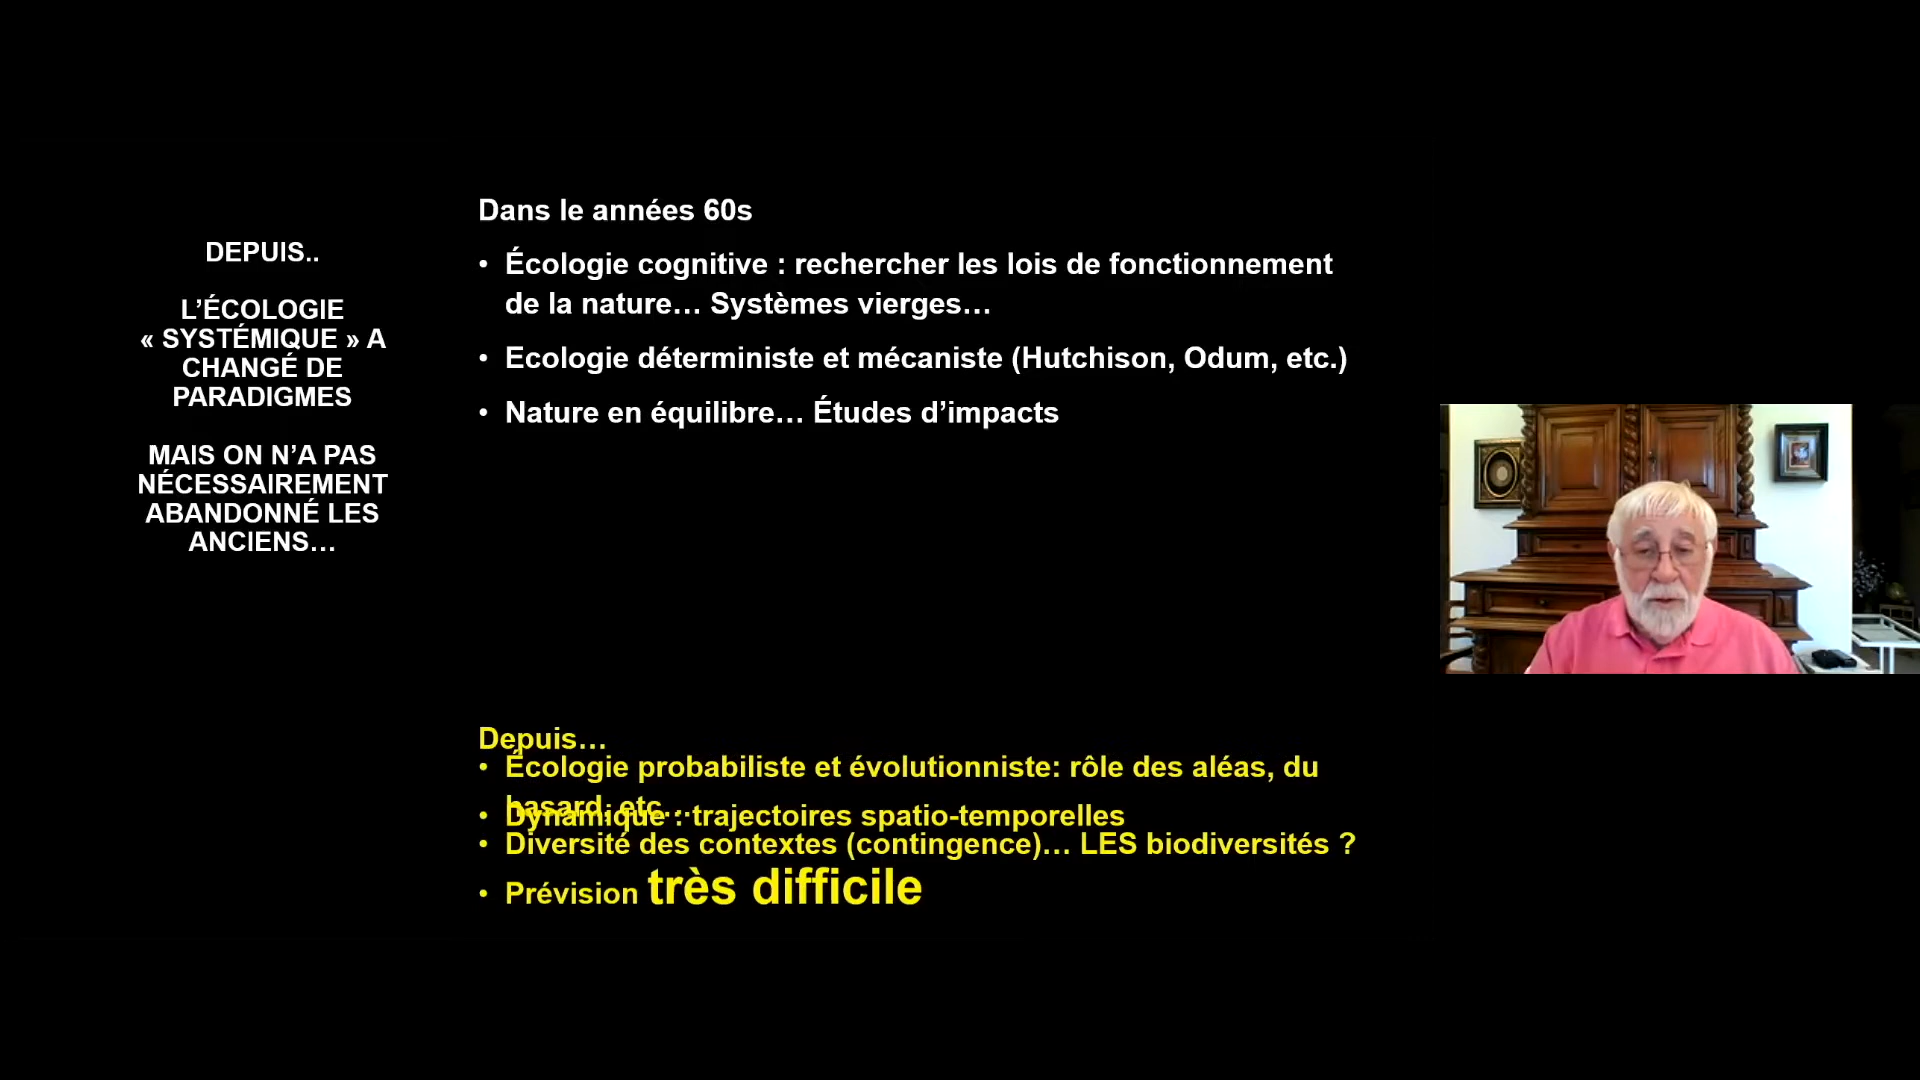 DEPUIS..
L’ÉCOLOGIE
« SYSTÉMIQUE » A
CHANGÉ DE
PARADIGMES
MAIS ON N’A PAS
NÉCESSAIREMENT
ABANDONNÉ LES
ANCIENS…
Dans le années 60s
• Écologie cognitive : rechercher les lois de fonctionnement
de la nature… Systèmes vierges…
• Ecologie déterministe et mécaniste (Hutchison, Odum, etc.)
• Nature en équilibre… Études d’impacts
Depuis…
• Écologie probabiliste et évolutionniste: rôle des aléas, du
hasard, etc…
• Dynamique : trajectoires spatio-temporelles
• Diversité des contextes (contingence)… LES biodiversités ?
• Prévision très difficile